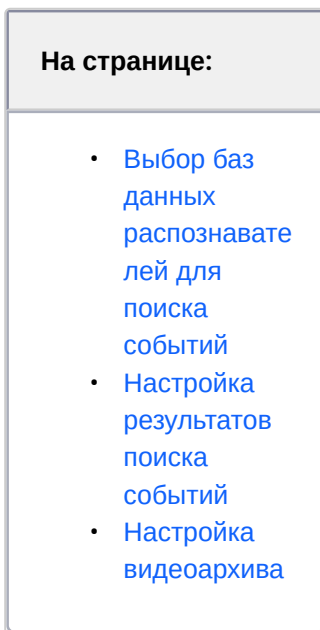 На странице:
• Выбор баз
данных
распознавате
лей для
поиска
событий
• Настройка
результатов
поиска
событий
• Настройка
видеоархива